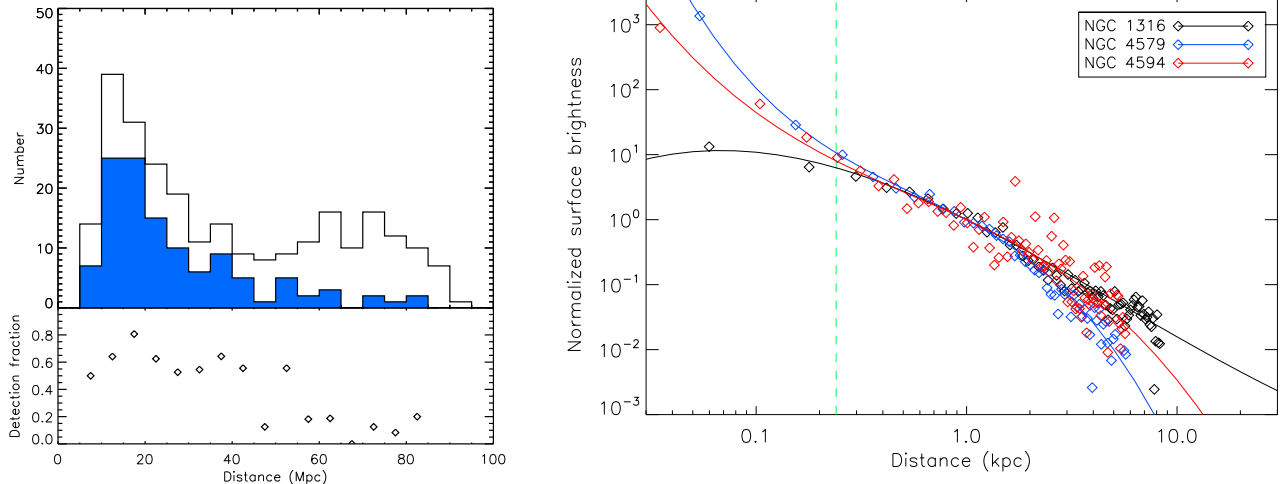 50
40
30
20
10
0
Number
0.8
0.6
0.4
0.2
0.0
Detection fraction
0 20 40 60 80 100
Distance (Mpc)
10³
10²
10¹
10⁰
10⁻¹
10⁻²
10⁻³
Normalized surface brightness
NGC 1316
NGC 4579
NGC 4594
0.1 1.0 10.0
Distance (kpc)